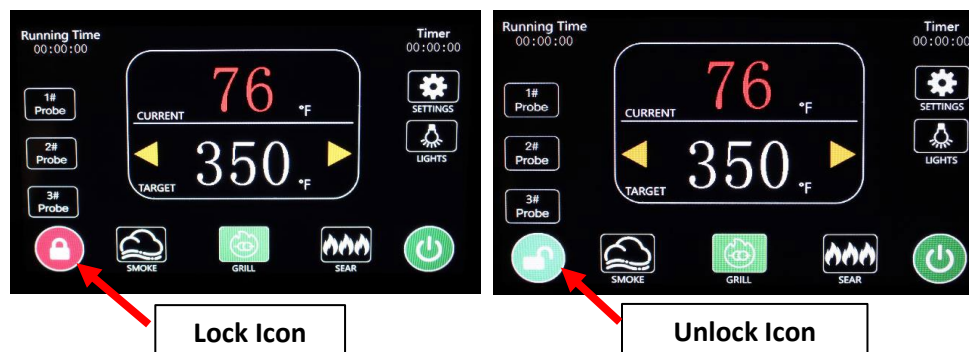 Running Time
00:00:00
Timer
00:00:00
76
CURRENT
°F
1#
Probe
2#
Probe
3#
Probe
350
TARGET
°F
SETTINGS
LIGHTS
SMOKE
GRILL
SEAR
Lock Icon
Running Time
00:00:00
Timer
00:00:00
76
CURRENT
°F
1#
Probe
2#
Probe
3#
Probe
350
TARGET
°F
SETTINGS
LIGHTS
SMOKE
GRILL
SEAR
Unlock Icon